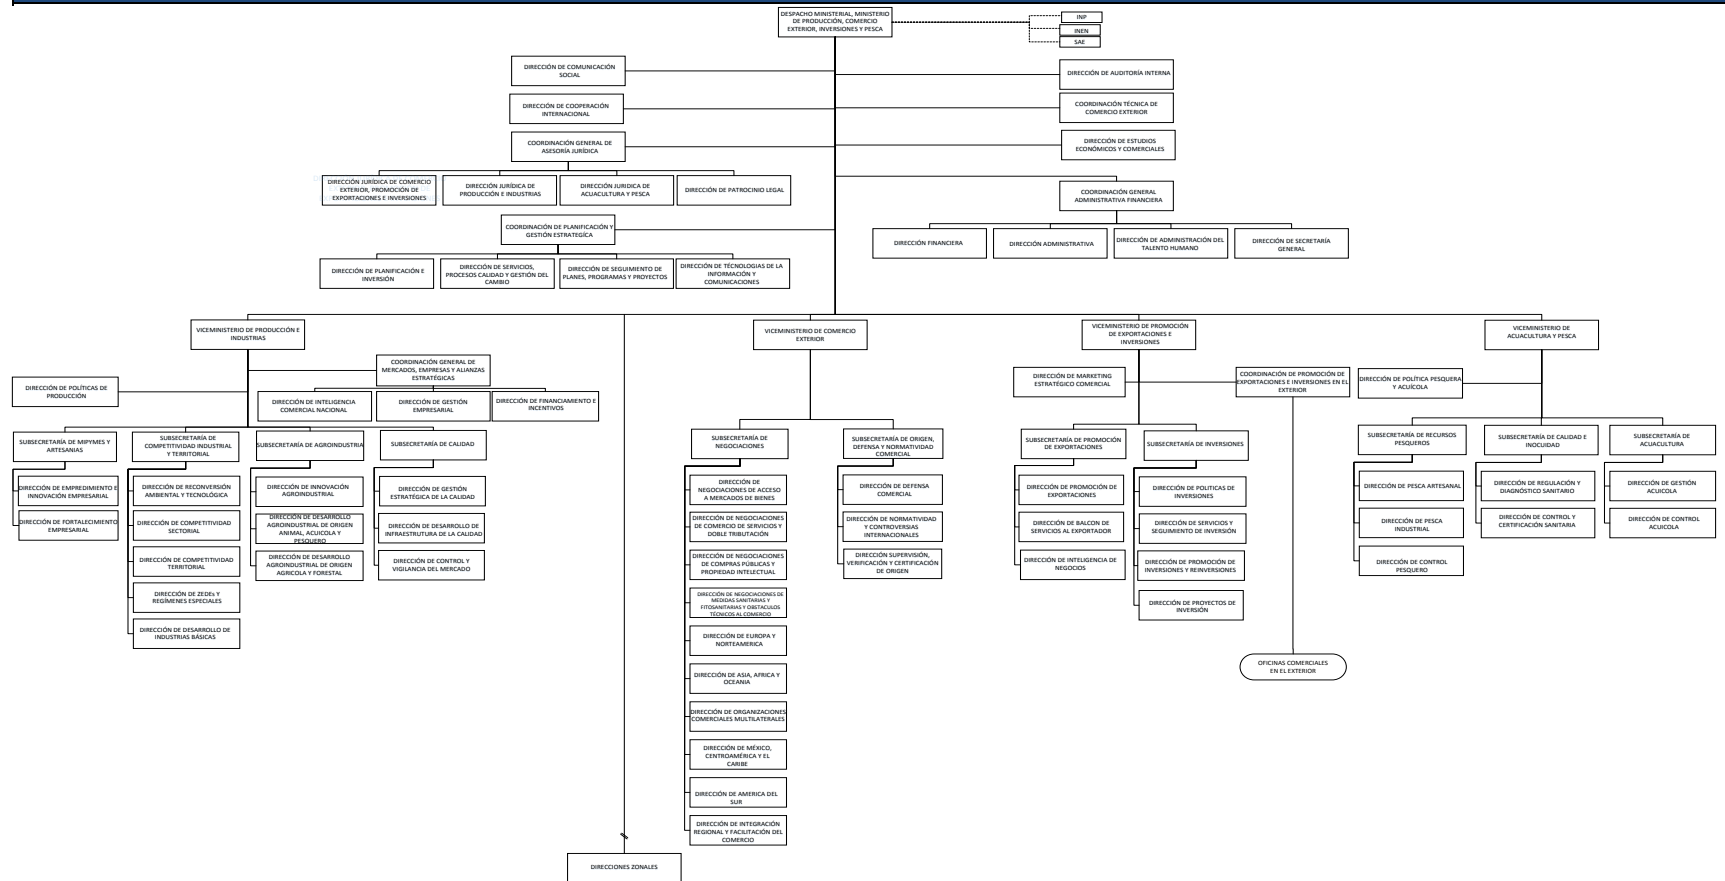 DESPACHO MINISTERIAL, MINISTERIO
DE PRODUCCIÓN, COMERCIO
EXTERIOR, INVERSIONES Y PESCA
INP
INEN
SAE
DIRECCIÓN DE COMUNICACIÓN
SOCIAL
DIRECCIÓN DE AUDITORÍA INTERNA
DIRECCIÓN DE COOPERACIÓN
INTERNACIONAL
COORDINACIÓN TÉCNICA DE
COMERCIO EXTERIOR
COORDINACIÓN GENERAL DE
ASESORÍA JURÍDICA
DIRECCIÓN DE ESTUDIOS
ECONÓMICOS Y COMERCIALES
DIRECCIÓN JURÍDICA DE COMERCIO
EXTERIOR, PROMOCIÓN DE
EXPORTACIONES E INVERSIONES
DIRECCIÓN JURÍDICA DE
PRODUCCIÓN E INDUSTRIAS
DIRECCIÓN JURIDICA DE
ACUACULTURA Y PESCA
DIRECCIÓN DE PATROCINIO LEGAL
COORDINACIÓN GENERAL
ADMINISTRATIVA FINANCIERA
COORDINACIÓN DE PLANIFICACIÓN Y
GESTIÓN ESTRATEGÍCA
DIRECCIÓN FINANCIERA
DIRECCIÓN ADMINISTRATIVA
DIRECCIÓN DE ADMINISTRACIÓN DEL
TALENTO HUMANO
DIRECCIÓN DE SECRETARÍA
GENERAL
DIRECCIÓN DE PLANIFICACIÓN E
INVERSIÓN
DIRECCIÓN DE SERVICIOS,
PROCESOS CALIDAD Y GESTIÓN DEL
CAMBIO
DIRECCIÓN DE SEGUIMIENTO DE
PLANES, PROGRAMAS Y PROYECTOS
DIRECCIÓN DE TÉCNOLOGIAS DE LA
INFORMACIÓN Y
COMUNICACIONES
VICEMINISTERIO DE PRODUCCIÓN E
INDUSTRIAS
VICEMINISTERIO DE COMERCIO
EXTERIOR
VICEMINISTERIO DE PROMOCIÓN
DE EXPORTACIONES E
INVERSIONES
VICEMINISTERIO DE
ACUACULTURA Y PESCA
DIRECCIÓN DE POLÍTICAS DE
PRODUCCIÓN
COORDINACIÓN GENERAL DE
MERCADOS, EMPRESAS Y ALIANZAS
ESTRATÉGICAS
DIRECCIÓN DE INTELIGENCIA
COMERCIAL NACIONAL
DIRECCIÓN DE GESTIÓN
EMPRESARIAL
DIRECCIÓN DE FINANCIAMIENTO E
INCENTIVOS
DIRECCIÓN DE MARKETING
ESTRATÉGICO COMERCIAL
COORDINACIÓN DE PROMOCIÓN DE
EXPORTACIONES E INVERSIONES EN EL
EXTERIOR
DIRECCIÓN DE POLÍTICA PESQUERA
Y ACUÍCOLA
SUBSECRETARÍA DE MIPYMES Y
ARTESANIAS
SUBSECRETARÍA DE
COMPETITIVIDAD INDUSTRIAL
Y TERRITORIAL
SUBSECRETARÍA DE AGROINDUSTRIA
SUBSECRETARÍA DE CALIDAD
SUBSECRETARÍA DE
NEGOCIACIONES
SUBSECRETARÍA DE ORIGEN,
DEFENSA Y NORMATIVIDAD
COMERCIAL
SUBSECRETARÍA DE PROMOCIÓN
DE EXPORTACIONES
SUBSECRETARÍA DE INVERSIONES
SUBSECRETARÍA DE RECURSOS
PESQUEROS
SUBSECRETARÍA DE CALIDAD E
INOCUIDAD
SUBSECRETARÍA DE
ACUACULTURA
DIRECCIÓN DE EMPREDIMIENTO E
INNOVACIÓN EMPRESARIAL
DIRECCIÓN DE FORTALECIMIENTO
EMPRESARIAL
DIRECCIÓN DE RECONVERSIÓN
AMBIENTAL Y TECNOLÓGICA
DIRECCIÓN DE COMPETITIVIDAD
SECTORIAL
DIRECCIÓN DE COMPETITIVIDAD
TERRITORIAL
DIRECCIÓN DE ZEDEs Y
REGÍMENES ESPECIALES
DIRECCIÓN DE DESARROLLO DE
INDUSTRIAS BÁSICAS
DIRECCIÓN DE INNOVACIÓN
AGROINDUSTRIAL
DIRECCIÓN DE DESARROLLO
AGROINDUSTRIAL DE ORIGEN
ANIMAL, ACUICOLA Y
PESQUERO
DIRECCIÓN DE DESARROLLO
AGROINDUSTRIAL DE ORIGEN
AGRICOLA Y FORESTAL
DIRECCIÓN DE GESTIÓN
ESTRATÉGICA DE LA CALIDAD
DIRECCIÓN DE DESARROLLO DE
INFRAESTRUTURA DE LA CALIDAD
DIRECCIÓN DE CONTROL Y
VIGILANCIA DEL MERCADO
DIRECCIÓN DE
NEGOCIACIONES DE ACCESO
A MERCADOS DE BIENES
DIRECCIÓN DE NEGOCIACIONES
DE COMERCIO DE SERVICIOS Y
DOBLE TRIBUTACIÓN
DIRECCIÓN DE NEGOCIACIONES
DE COMPRAS PÚBLICAS Y
PROPIEDAD INTELECTUAL
DIRECCIÓN DE NEGOCIACIONES DE
MEDIDAS SANITARIAS Y
FITOSANITARIAS Y OBSTACULOS
TÉCNICOS AL COMERCIO
DIRECCIÓN DE EUROPA Y
NORTEAMERICA
DIRECCIÓN DE ASIA, AFRICA Y
OCEANIA
DIRECCIÓN DE ORGANIZACIONES
COMERCIALES MULTILATERALES
DIRECCIÓN DE MÉXICO,
CENTROAMÉRICA Y EL
CARIBE
DIRECCIÓN DE AMERICA DEL
SUR
DIRECCIÓN DE INTEGRACIÓN
REGIONAL Y FACILITACIÓN DEL
COMERCIO
DIRECCIÓN DE DEFENSA
COMERCIAL
DIRECCIÓN DE NORMATIVIDAD
Y CONTROVERSIAS
INTERNACIONALES
DIRECCIÓN SUPERVISIÓN,
VERIFICACIÓN Y CERTIFICACIÓN
DE ORIGEN
DIRECCIÓN DE PROMOCIÓN DE
EXPORTACIONES
DIRECCIÓN DE BALCON DE
SERVICIOS AL EXPORTADOR
DIRECCIÓN DE INTELIGENCIA DE
NEGOCIOS
DIRECCIÓN DE POLITICAS DE
INVERSIONES
DIRECCIÓN DE SERVICIOS Y
SEGUIMIENTO DE INVERSIÓN
DIRECCIÓN DE PROMOCIÓN DE
INVERSIONES Y REINVERSIONES
DIRECCIÓN DE PROYECTOS DE
INVERSIÓN
OFICINAS COMERCIALES
EN EL EXTERIOR
DIRECCIÓN DE PESCA ARTESANAL
DIRECCIÓN DE PESCA
INDUSTRIAL
DIRECCIÓN DE CONTROL
PESQUERO
DIRECCIÓN DE REGULACIÓN Y
DIAGNÓSTICO SANITARIO
DIRECCIÓN DE CONTROL Y
CERTIFICACIÓN SANITARIA
DIRECCIÓN DE GESTIÓN
ACUICOLA
DIRECCIÓN DE CONTROL
ACUICOLA
DIRECCIONES ZONALES